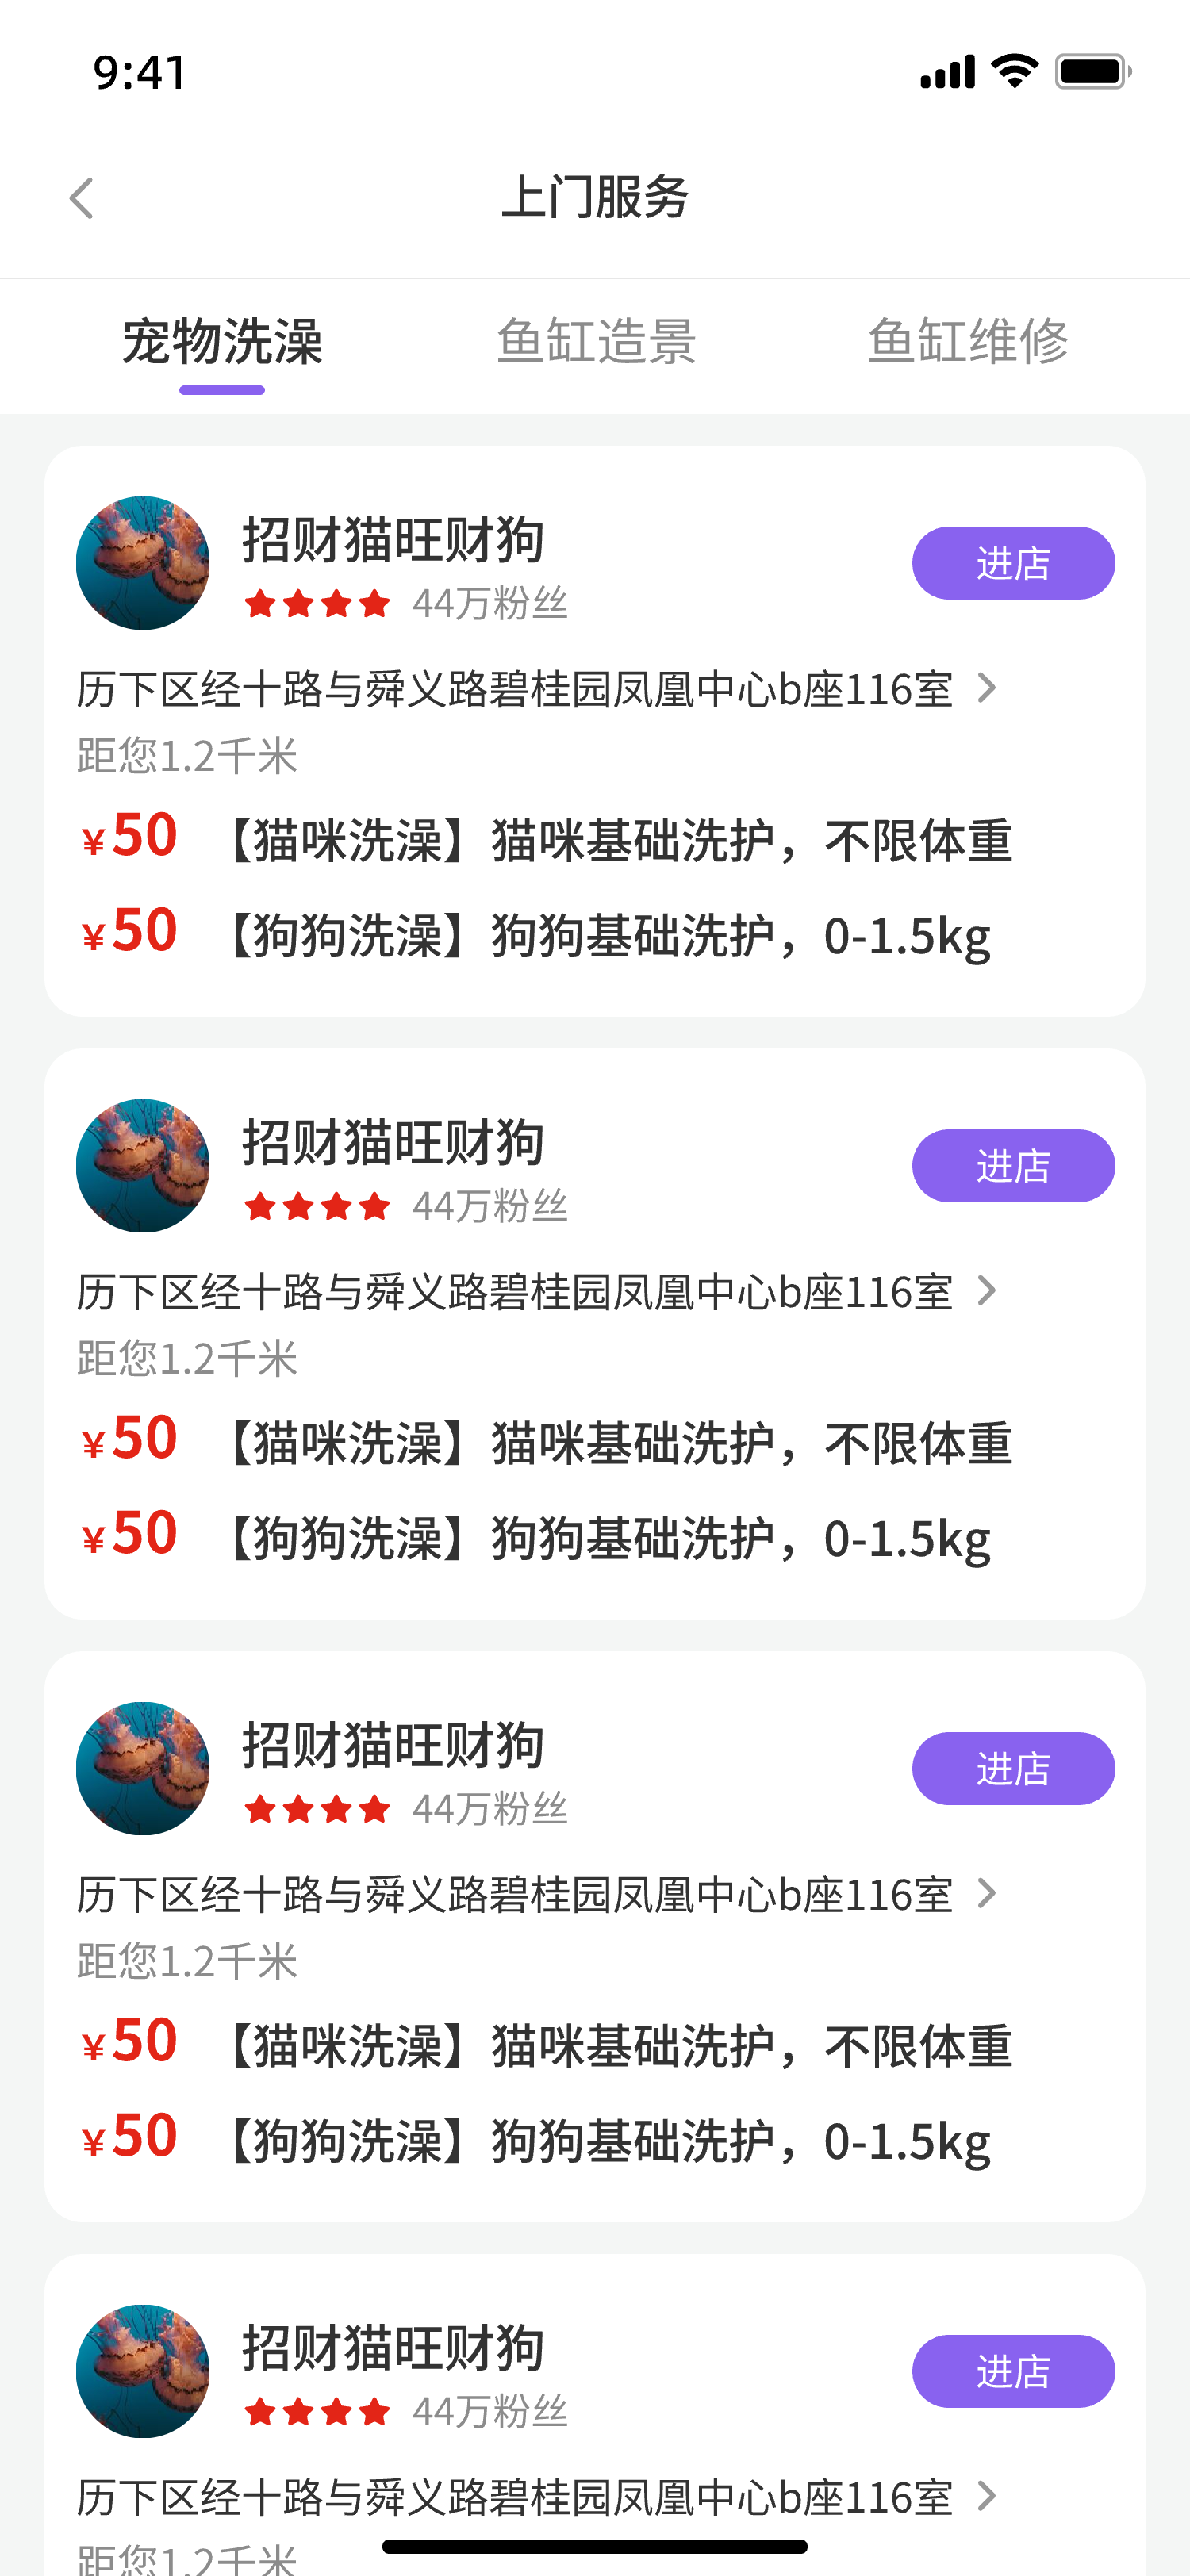 9:41
上门服务
宠物洗澡 鱼缸造景 鱼缸维修
招财猫旺财狗
进店
44万粉丝
历下区经十路与舜义路碧桂园凤凰中心b座116室
距您1.2千米
¥50 【猫咪洗澡】猫咪基础洗护，不限体重
¥50 【狗狗洗澡】狗狗基础洗护，0-1.5kg
招财猫旺财狗
进店
44万粉丝
历下区经十路与舜义路碧桂园凤凰中心b座116室
距您1.2千米
¥50 【猫咪洗澡】猫咪基础洗护，不限体重
¥50 【狗狗洗澡】狗狗基础洗护，0-1.5kg
招财猫旺财狗
进店
44万粉丝
历下区经十路与舜义路碧桂园凤凰中心b座116室
距您1.2千米
¥50 【猫咪洗澡】猫咪基础洗护，不限体重
¥50 【狗狗洗澡】狗狗基础洗护，0-1.5kg
招财猫旺财狗
进店
44万粉丝
历下区经十路与舜义路碧桂园凤凰中心b座116室
距您1.2千米